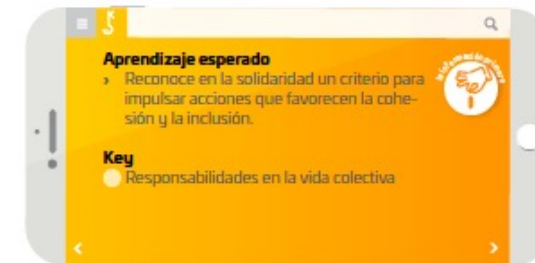 Aprendizaje esperado
› Reconoce en la solidaridad un criterio para
impulsar acciones que favorecen la cohe-
sión y la inclusión.
Key
Responsabilidades en la vida colectiva